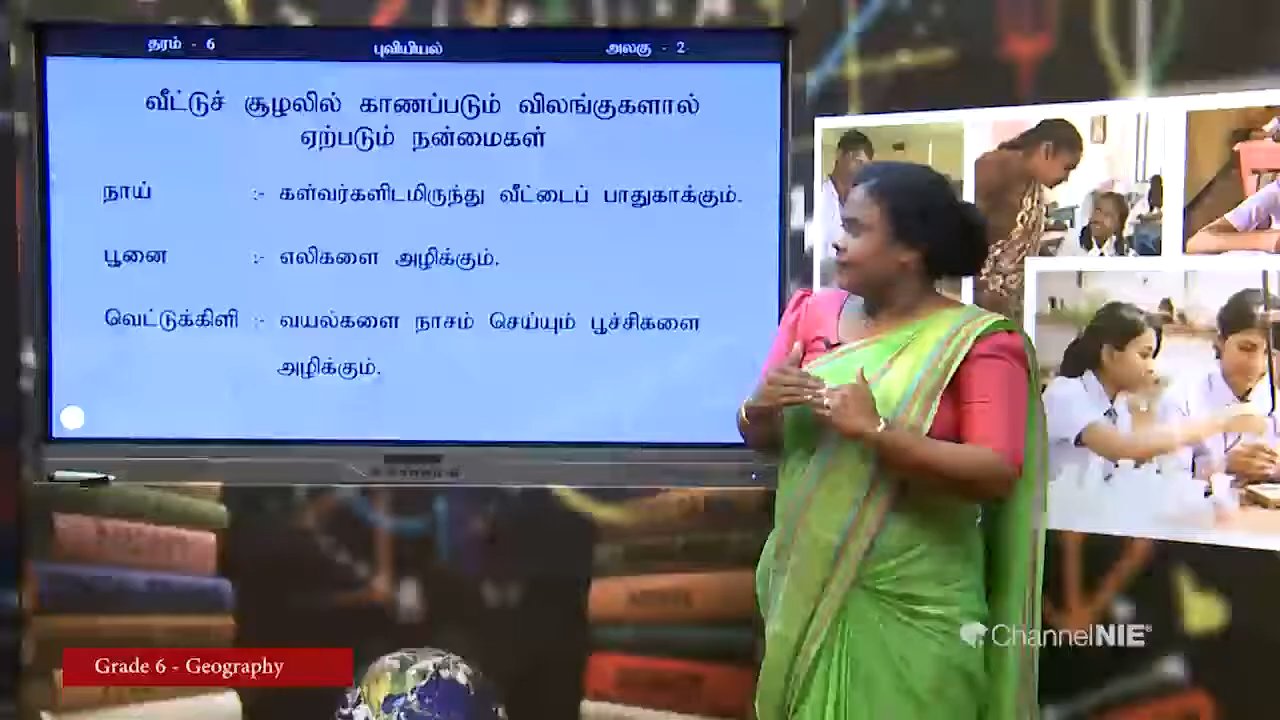 தரம் - 6 புவியியல் அலகு - 2
வீட்டுச் சூழலில் காணப்படும் விலங்குகளால்
ஏற்படும் நன்மைகள்
நாய் :- கள்வர்களிடமிருந்து வீட்டைப் பாதுகாக்கும்.
பூனை :- எலிகளை அழிக்கும்.
வெட்டுக்கிளி :- வயல்களை நாசம் செய்யும் பூச்சிகளை
அழிக்கும்.
ChannelNIE
Grade 6 - Geography